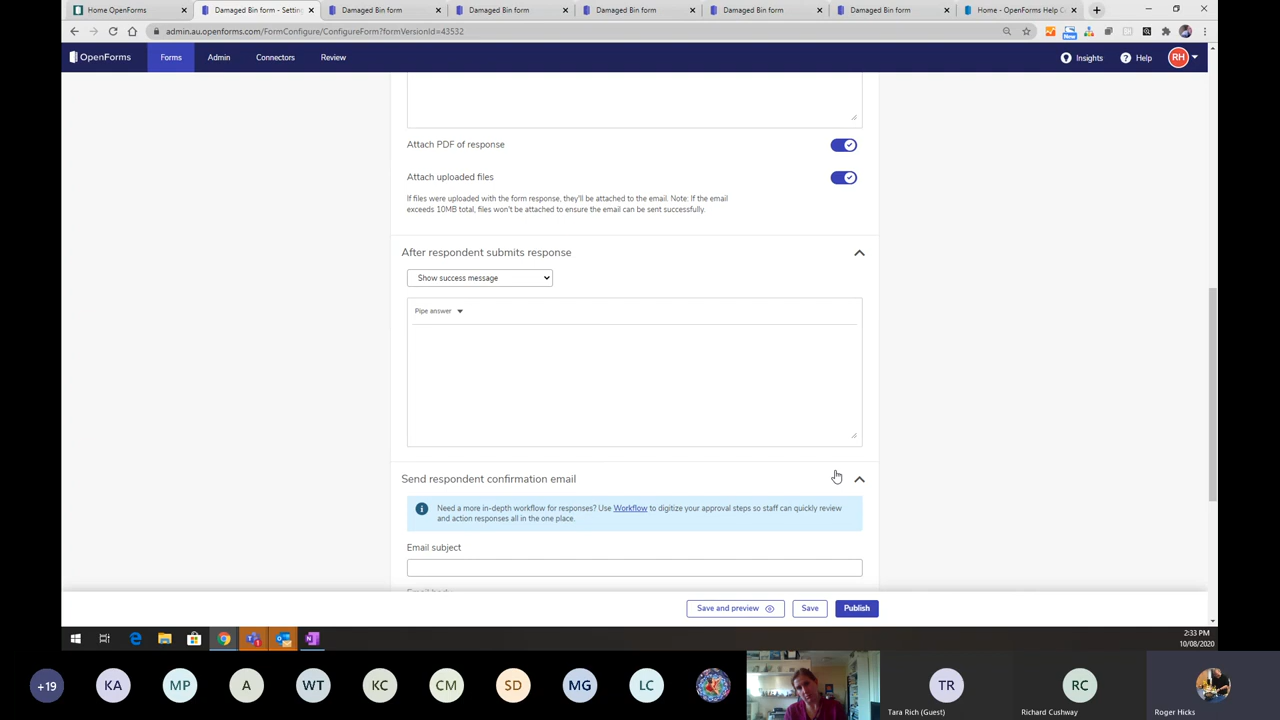 Home OpenForms
Damaged Bin form - Settin
Damaged Bin form
Damaged Bin form
Damaged Bin form
Damaged Bin form
Damaged Bin form
Home - OpenForms Help C
admin.au.openforms.com/FormConfigure/ConfigureForm?formVersionId=43532
New
OpenForms
Forms
Admin
Connectors
Review
Insights
Help
RH
Attach PDF of response
Attach uploaded files
If files were uploaded with the form response, they'll be attached to the email. Note: If the email
exceeds 10MB total, files won't be attached to ensure the email can be sent successfully.
After respondent submits response
Show success message
Pipe answer
Send respondent confirmation email
Need a more in-depth workflow for responses? Use Workflow to digitize your approval steps so staff can quickly review
and action responses all in the one place.
Email subject
Email body
Save and preview
Save
Publish
2:33 PM
10/08/2020
+19
KA
MP
A
WT
KC
CM
SD
MG
LC
TR
RC
Tara Rich (Guest)
Richard Cushway
Roger Hicks